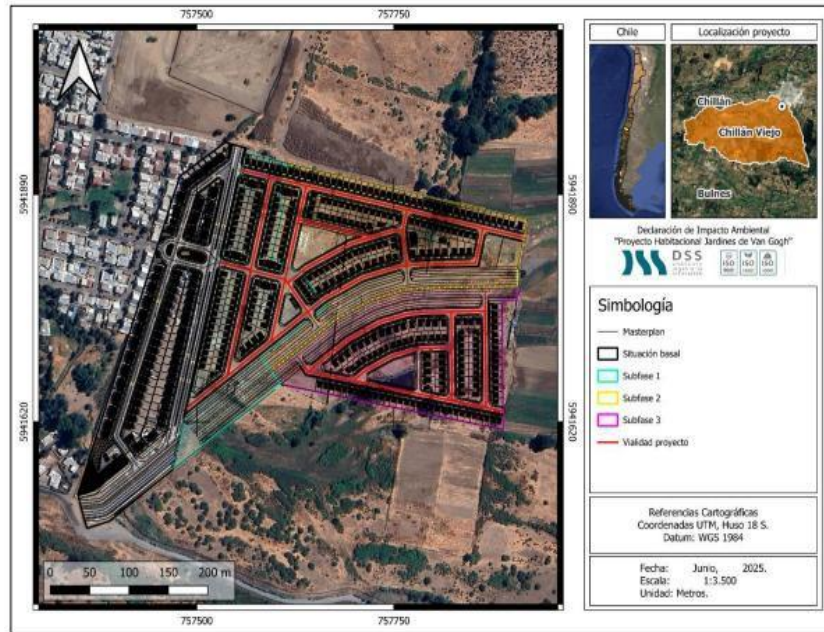 757500
757750
5941890
5941620
5941890
5941620
757500
757750
0 50 100 150 200 m
Chile
Localización proyecto
Chillán
Chillán Viejo
Bulnes
Declaración de Impacto Ambiental
"Proyecto Habitacional Jardines de Van Gogh"
DSS
ISO
ISO
ISO
Simbología
Masterplan
Situación basal
Subfase 1
Subfase 2
Subfase 3
Vialidad proyecto
Referencias Cartográficas
Coordenadas UTM, Huso 18 S.
Datum: WGS 1984
Fecha: Junio, 2025.
Escala: 1:3.500
Unidad: Metros.